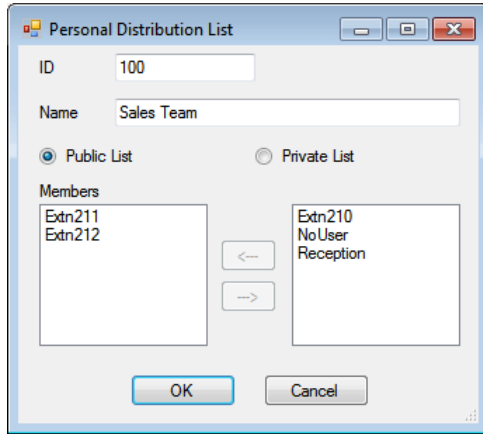 Personal Distribution List
ID 100
Name Sales Team
Public List Private List
Members
Extn211
Extn212
<---
--->
Extn210
NoUser
Reception
OK Cancel